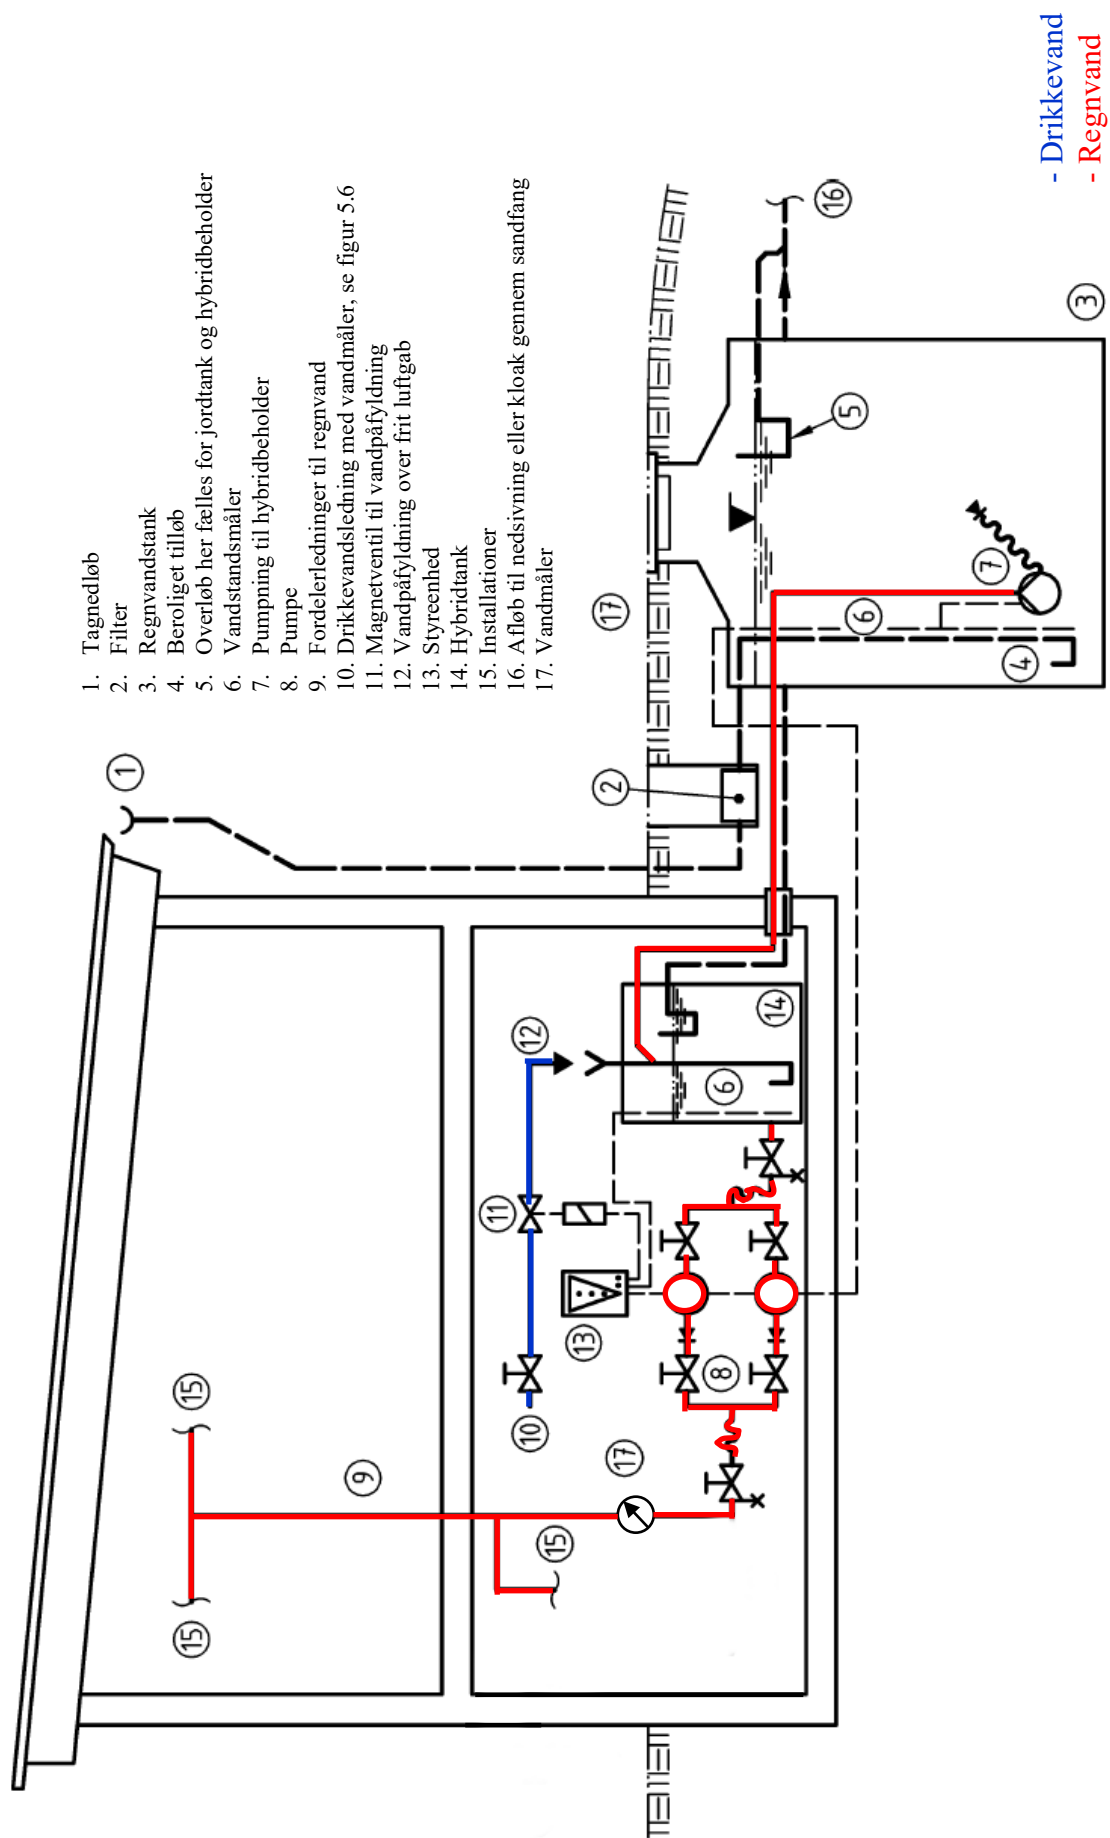 1. Tagnedløb
2. Filter
3. Regnvandstank
4. Beroliget tilløb
5. Overløb her fælles for jordtank og hybridbeholder
6. Vandstandsmåler
7. Pumpning til hybridbeholder
8. Pumpe
9. Fordelerledninger til regnvand
10. Drikkevandsledning med vandmåler, se figur 5.6
11. Magnetventil til vandpåfyldning
12. Vandpåfyldning over frit luftgab
13. Styreenhed
14. Hybridtank
15. Installationer
16. Afløb til nedsivning eller kloak gennem sandfang
17. Vandmåler
1
15
15
9
10
11
12
13
17
15
8
6
14
2
17
5
16
6
7
4
3
- Drikkevand
- Regnvand